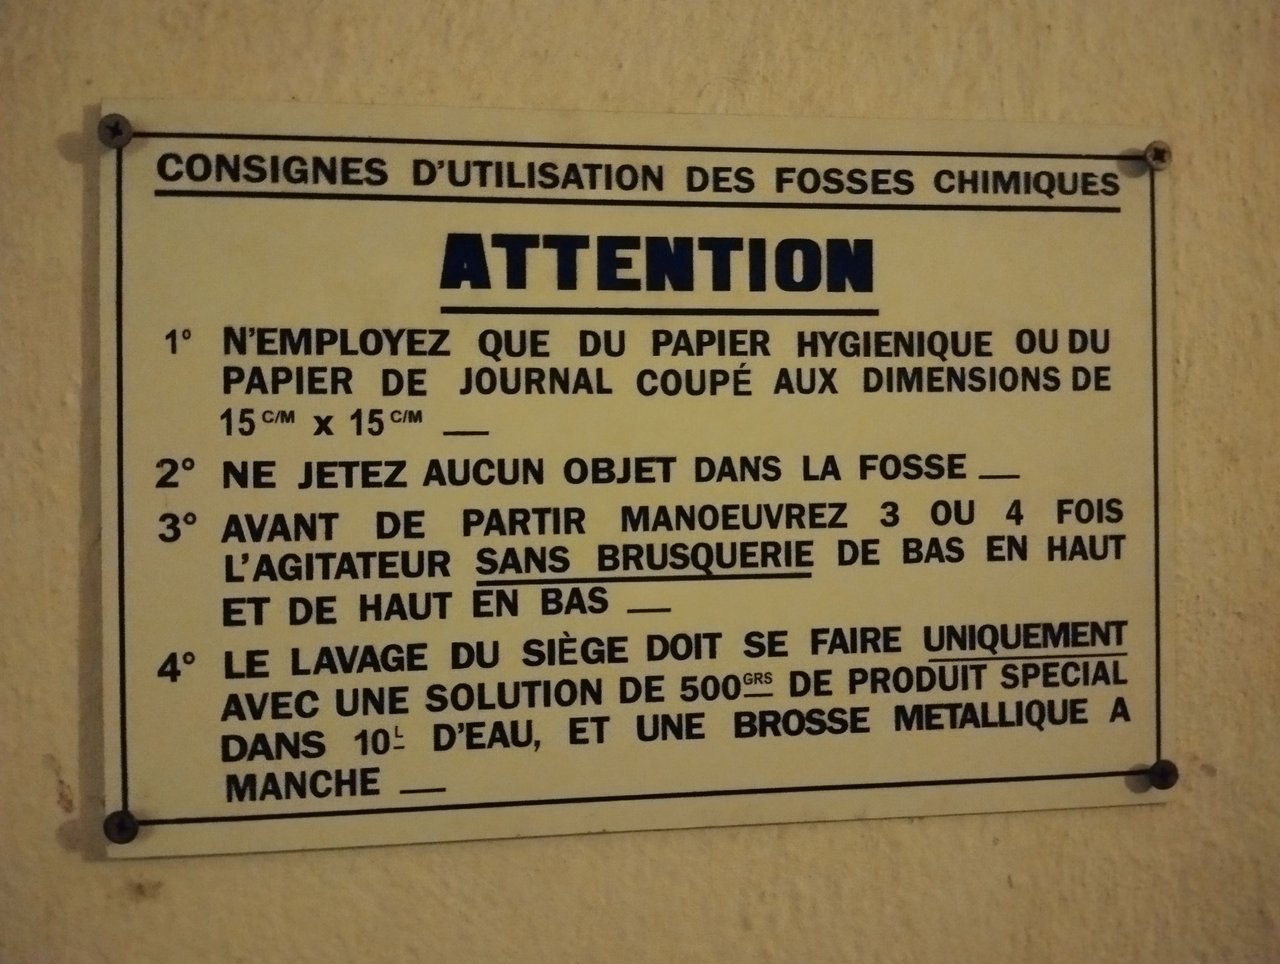 CONSIGNES D'UTILISATION DES FOSSES CHIMIQUES
ATTENTION
1° N'EMPLOYEZ QUE DU PAPIER HYGIENIQUE OU DU
PAPIER DE JOURNAL COUPÉ AUX DIMENSIONS DE
15 C/M x 15 C/M __
2° NE JETEZ AUCUN OBJET DANS LA FOSSE __
3° AVANT DE PARTIR MANOEUVREZ 3 OU 4 FOIS
L'AGITATEUR SANS BRUSQUERIE DE BAS EN HAUT
ET DE HAUT EN BAS __
4° LE LAVAGE DU SIÈGE DOIT SE FAIRE UNIQUEMENT
AVEC UNE SOLUTION DE 500 GRS DE PRODUIT SPECIAL
DANS 10 L D'EAU, ET UNE BROSSE METALLIQUE A
MANCHE __